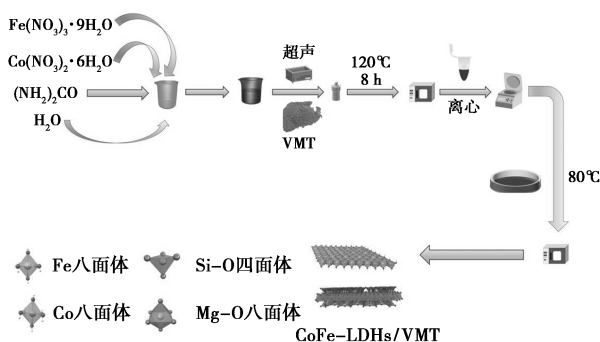 Fe(NO₃)₃·9H₂O
Co(NO₃)₂·6H₂O
(NH₂)₂CO
H₂O
超声
VMT
120℃
8 h
离心
80℃
Fe八面体
Si-O四面体
Co八面体
Mg-O八面体
CoFe-LDHs/VMT